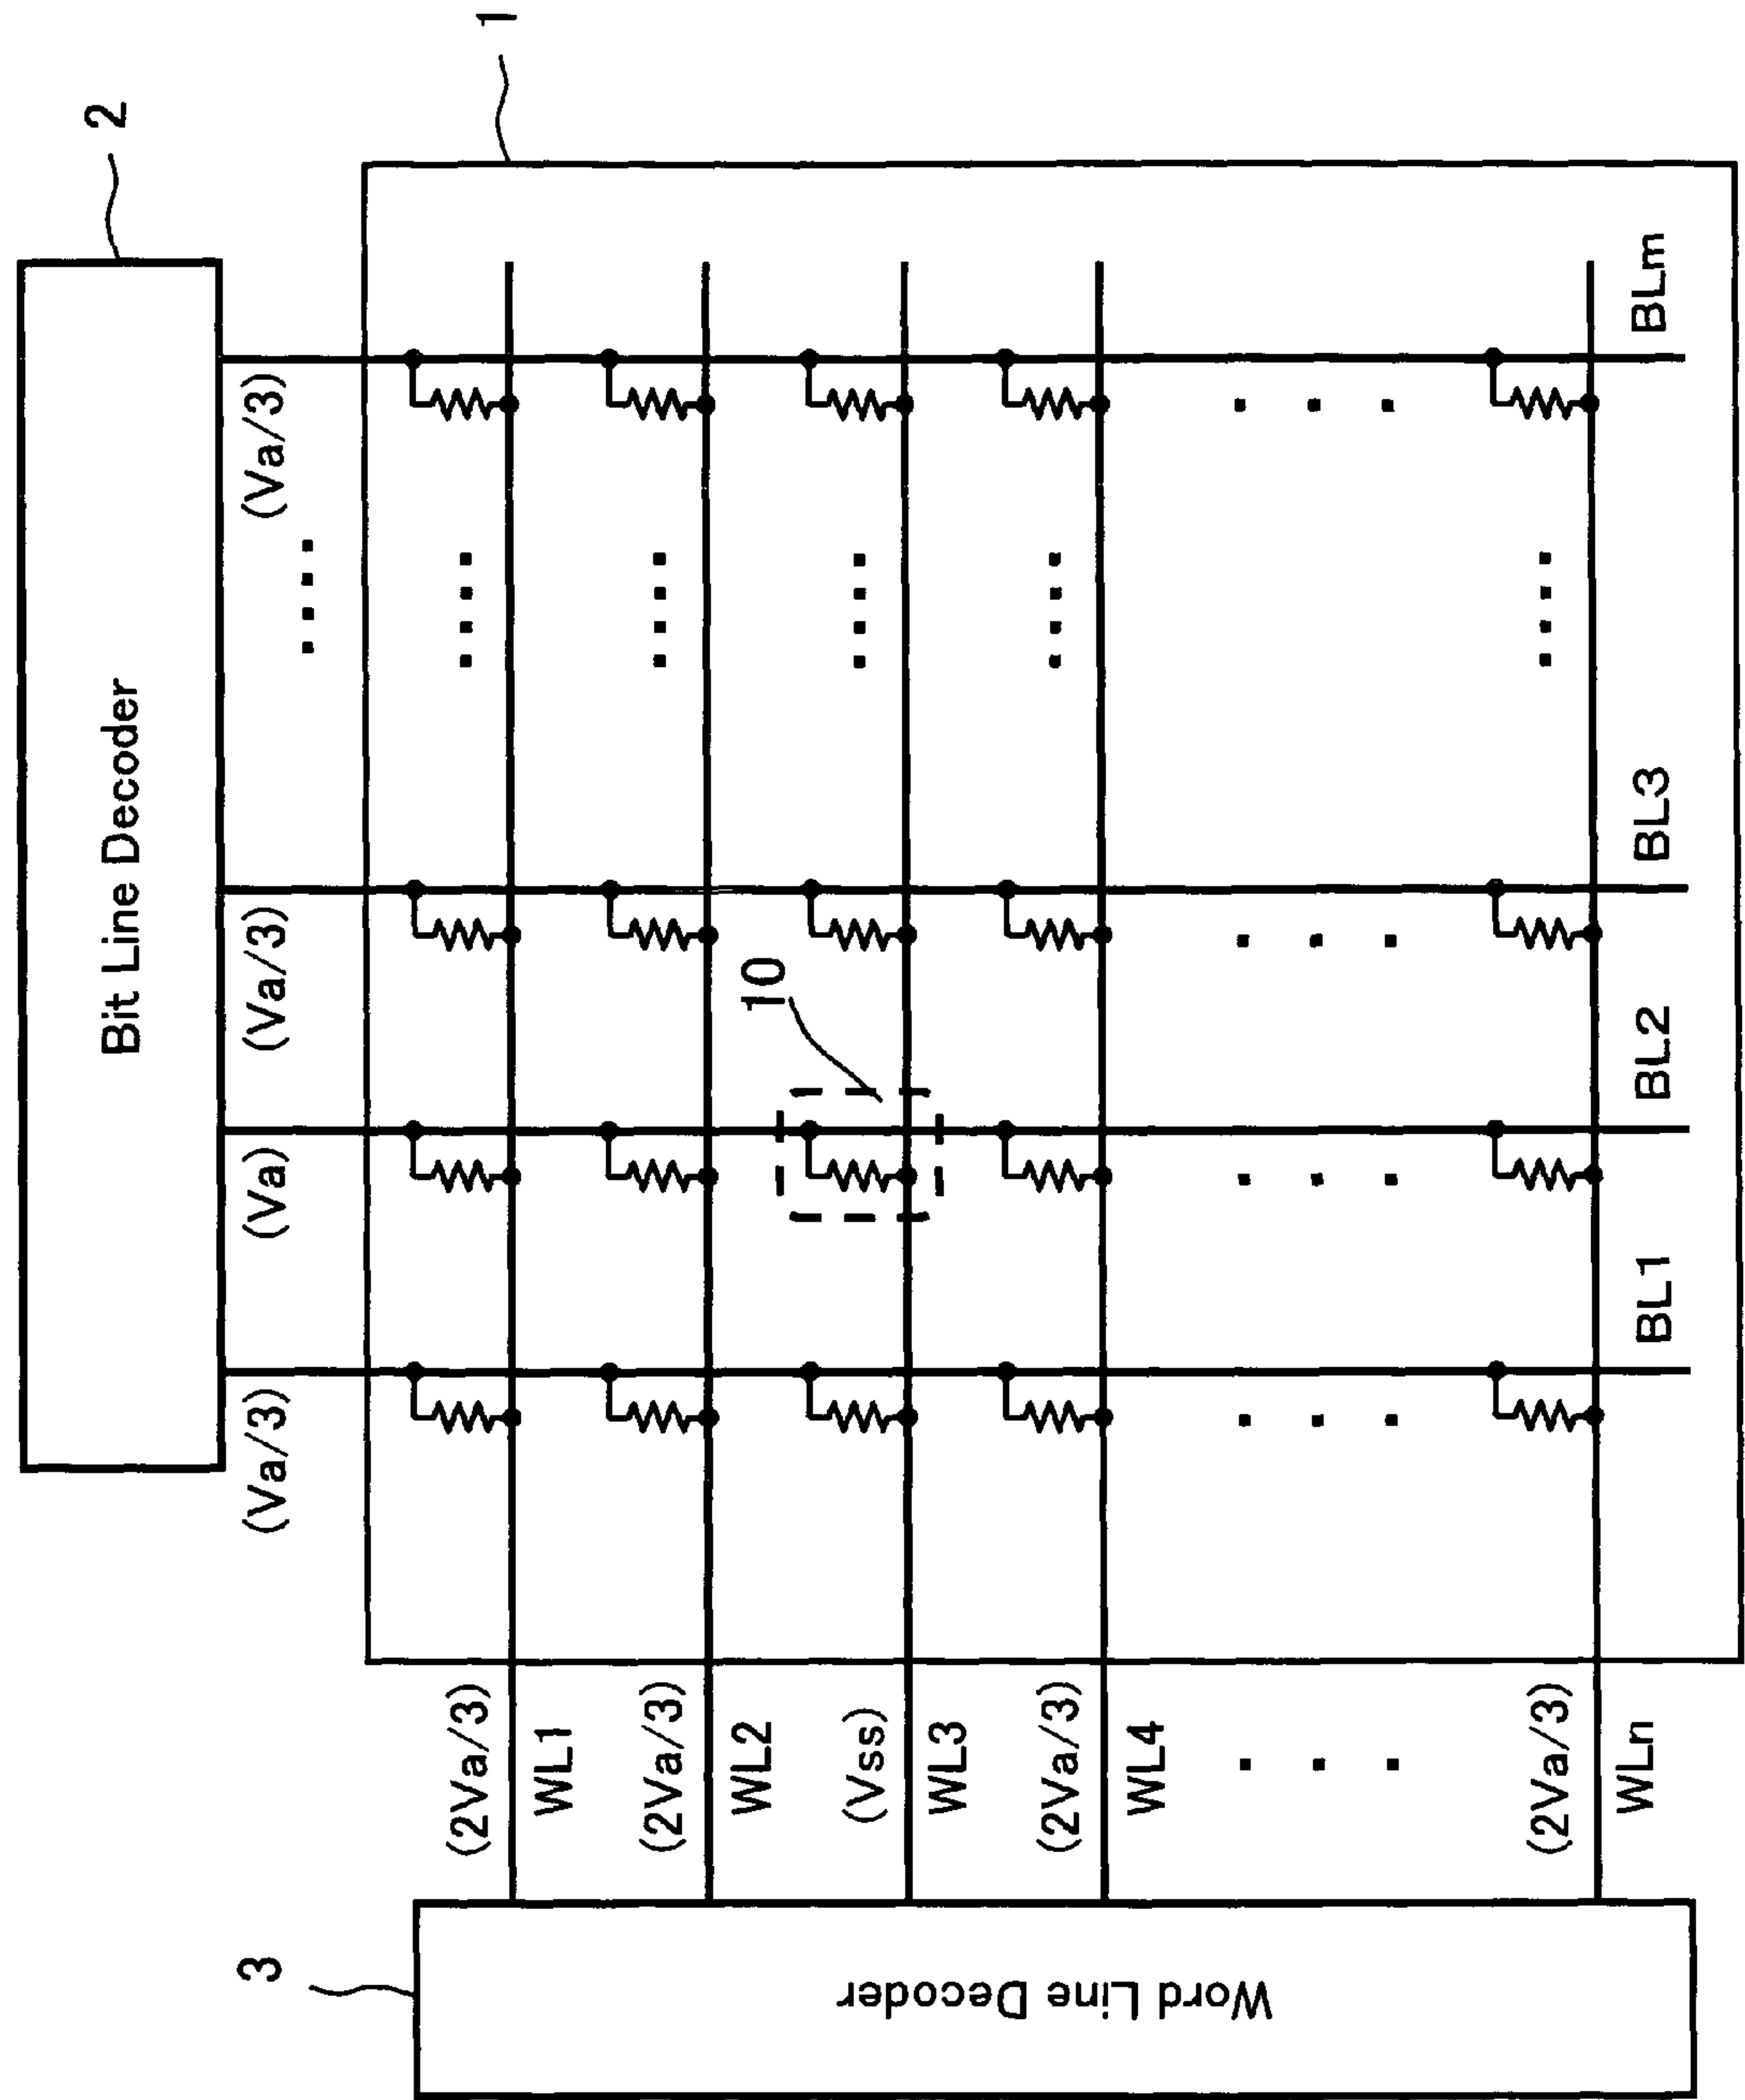 2
Bit Line Decoder
1
(Va/3)
(Va)
(Va/3)
(Va/3)
3
Word Line Decoder
(2Va/3)
WL1
(2Va/3)
WL2
10
(Vss)
WL3
(2Va/3)
WL4
(2Va/3)
WLn
BL1
BL2
BL3
BLm